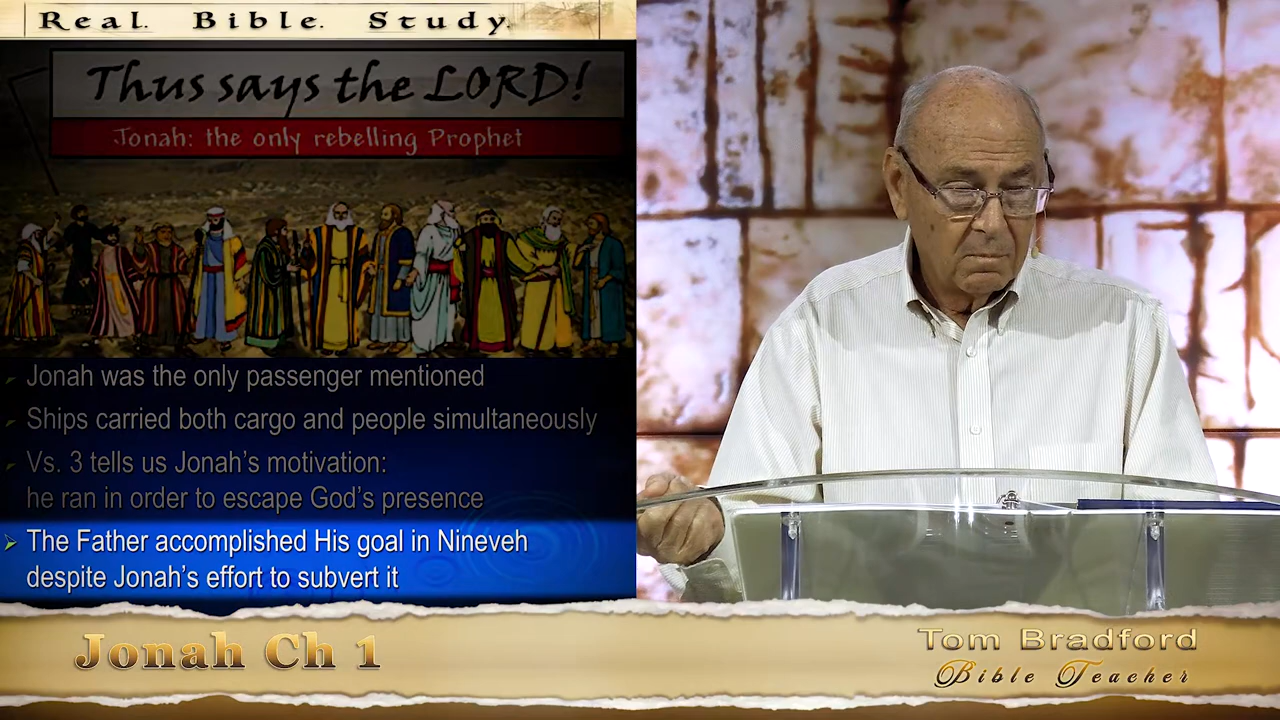 Real. Bible. Study.
Thus says the LORD!
Jonah: the only rebelling Prophet
Jonah was the only passenger mentioned
Ships carried both cargo and people simultaneously
Vs. 3 tells us Jonah's motivation:
he ran in order to escape God's presence
The Father accomplished His goal in Nineveh
despite Jonah's effort to subvert it
Jonah Ch 1
Tom Bradford
Bible Teacher